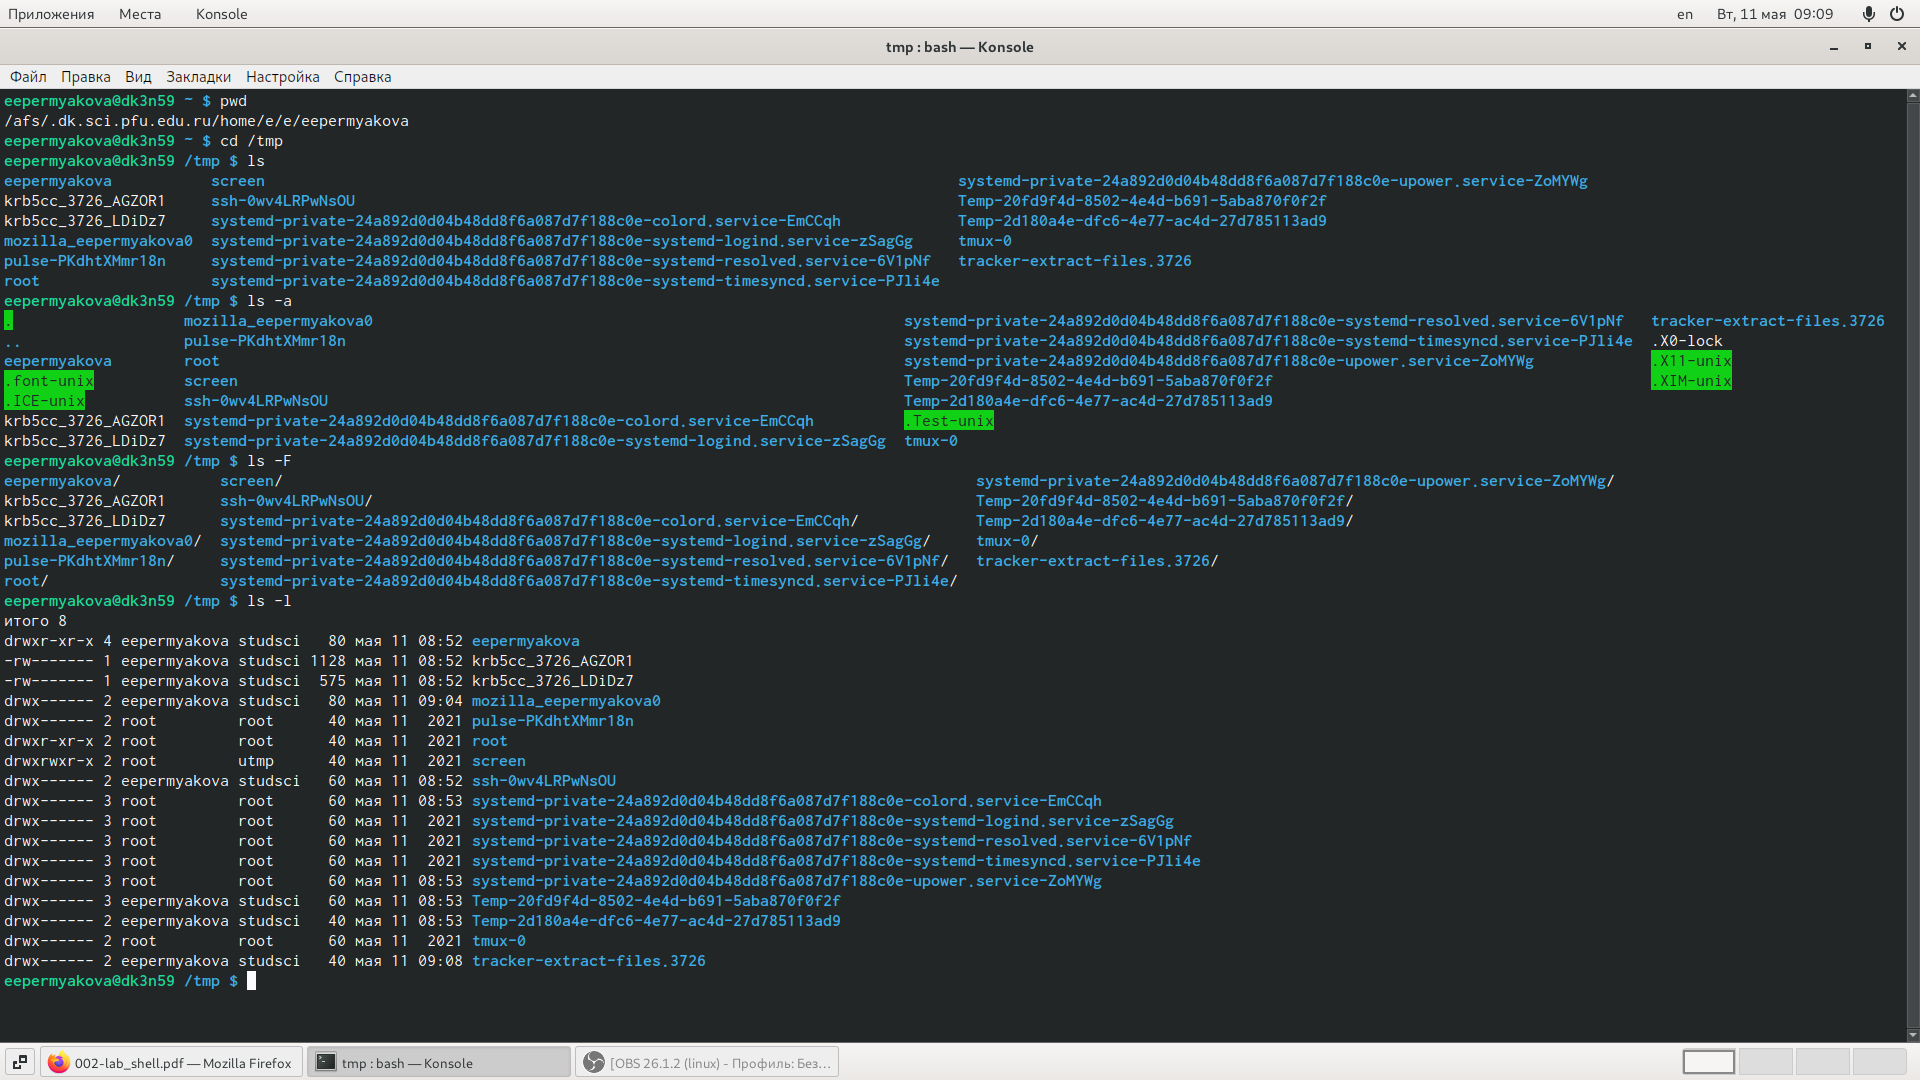 Приложения Места Konsole en Вт, 11 мая 09:09
tmp : bash — Konsole
Файл Правка Вид Закладки Настройка Справка
eepermyakova@dk3n59 ~ $ pwd
/afs/.dk.sci.pfu.edu.ru/home/e/e/eepermyakova
eepermyakova@dk3n59 ~ $ cd /tmp
eepermyakova@dk3n59 /tmp $ ls
eepermyakova screen systemd-private-24a892d0d04b48dd8f6a087d7f188c0e-upower.service-ZoMYWg
krb5cc_3726_AGZOR1 ssh-0wv4LRPwNsOU Temp-20fd9f4d-8502-4e4d-b691-5aba870f0f2f
krb5cc_3726_LDiDz7 systemd-private-24a892d0d04b48dd8f6a087d7f188c0e-colord.service-EmCCqh Temp-2d180a4e-dfc6-4e77-ac4d-27d785113ad9
mozilla_eepermyakova0 systemd-private-24a892d0d04b48dd8f6a087d7f188c0e-systemd-logind.service-zSagGg tmux-0
pulse-PKdhtXMmr18n systemd-private-24a892d0d04b48dd8f6a087d7f188c0e-systemd-resolved.service-6V1pNf tracker-extract-files.3726
root systemd-private-24a892d0d04b48dd8f6a087d7f188c0e-systemd-timesyncd.service-PJli4e
eepermyakova@dk3n59 /tmp $ ls -a
. mozilla_eepermyakova0 systemd-private-24a892d0d04b48dd8f6a087d7f188c0e-systemd-resolved.service-6V1pNf tracker-extract-files.3726
.. pulse-PKdhtXMmr18n systemd-private-24a892d0d04b48dd8f6a087d7f188c0e-systemd-timesyncd.service-PJli4e .X0-lock
eepermyakova root systemd-private-24a892d0d04b48dd8f6a087d7f188c0e-upower.service-ZoMYWg .X11-unix
.font-unix screen Temp-20fd9f4d-8502-4e4d-b691-5aba870f0f2f .XIM-unix
.ICE-unix ssh-0wv4LRPwNsOU Temp-2d180a4e-dfc6-4e77-ac4d-27d785113ad9
krb5cc_3726_AGZOR1 systemd-private-24a892d0d04b48dd8f6a087d7f188c0e-colord.service-EmCCqh .Test-unix
krb5cc_3726_LDiDz7 systemd-private-24a892d0d04b48dd8f6a087d7f188c0e-systemd-logind.service-zSagGg tmux-0
eepermyakova@dk3n59 /tmp $ ls -F
eepermyakova/ screen/ systemd-private-24a892d0d04b48dd8f6a087d7f188c0e-upower.service-ZoMYWg/
krb5cc_3726_AGZOR1 ssh-0wv4LRPwNsOU/ Temp-20fd9f4d-8502-4e4d-b691-5aba870f0f2f/
krb5cc_3726_LDiDz7 systemd-private-24a892d0d04b48dd8f6a087d7f188c0e-colord.service-EmCCqh/ Temp-2d180a4e-dfc6-4e77-ac4d-27d785113ad9/
mozilla_eepermyakova0/ systemd-private-24a892d0d04b48dd8f6a087d7f188c0e-systemd-logind.service-zSagGg/ tmux-0/
pulse-PKdhtXMmr18n/ systemd-private-24a892d0d04b48dd8f6a087d7f188c0e-systemd-resolved.service-6V1pNf/ tracker-extract-files.3726/
root/ systemd-private-24a892d0d04b48dd8f6a087d7f188c0e-systemd-timesyncd.service-PJli4e/
eepermyakova@dk3n59 /tmp $ ls -l
итого 8
drwxr-xr-x 4 eepermyakova studsci 80 мая 11 08:52 eepermyakova
-rw------- 1 eepermyakova studsci 1128 мая 11 08:52 krb5cc_3726_AGZOR1
-rw------- 1 eepermyakova studsci 575 мая 11 08:52 krb5cc_3726_LDiDz7
drwx------ 2 eepermyakova studsci 80 мая 11 09:04 mozilla_eepermyakova0
drwx------ 2 root root 40 мая 11 2021 pulse-PKdhtXMmr18n
drwxr-xr-x 2 root root 40 мая 11 2021 root
drwxrwxr-x 2 root utmp 40 мая 11 2021 screen
drwx------ 2 eepermyakova studsci 60 мая 11 08:52 ssh-0wv4LRPwNsOU
drwx------ 3 root root 60 мая 11 08:53 systemd-private-24a892d0d04b48dd8f6a087d7f188c0e-colord.service-EmCCqh
drwx------ 3 root root 60 мая 11 2021 systemd-private-24a892d0d04b48dd8f6a087d7f188c0e-systemd-logind.service-zSagGg
drwx------ 3 root root 60 мая 11 2021 systemd-private-24a892d0d04b48dd8f6a087d7f188c0e-systemd-resolved.service-6V1pNf
drwx------ 3 root root 60 мая 11 2021 systemd-private-24a892d0d04b48dd8f6a087d7f188c0e-systemd-timesyncd.service-PJli4e
drwx------ 3 root root 60 мая 11 08:53 systemd-private-24a892d0d04b48dd8f6a087d7f188c0e-upower.service-ZoMYWg
drwx------ 3 eepermyakova studsci 60 мая 11 08:53 Temp-20fd9f4d-8502-4e4d-b691-5aba870f0f2f
drwx------ 2 eepermyakova studsci 40 мая 11 08:53 Temp-2d180a4e-dfc6-4e77-ac4d-27d785113ad9
drwx------ 2 root root 60 мая 11 2021 tmux-0
drwx------ 2 eepermyakova studsci 40 мая 11 09:08 tracker-extract-files.3726
eepermyakova@dk3n59 /tmp $
002-lab_shell.pdf — Mozilla Firefox tmp : bash — Konsole [OBS 26.1.2 (linux) - Профиль: Без...